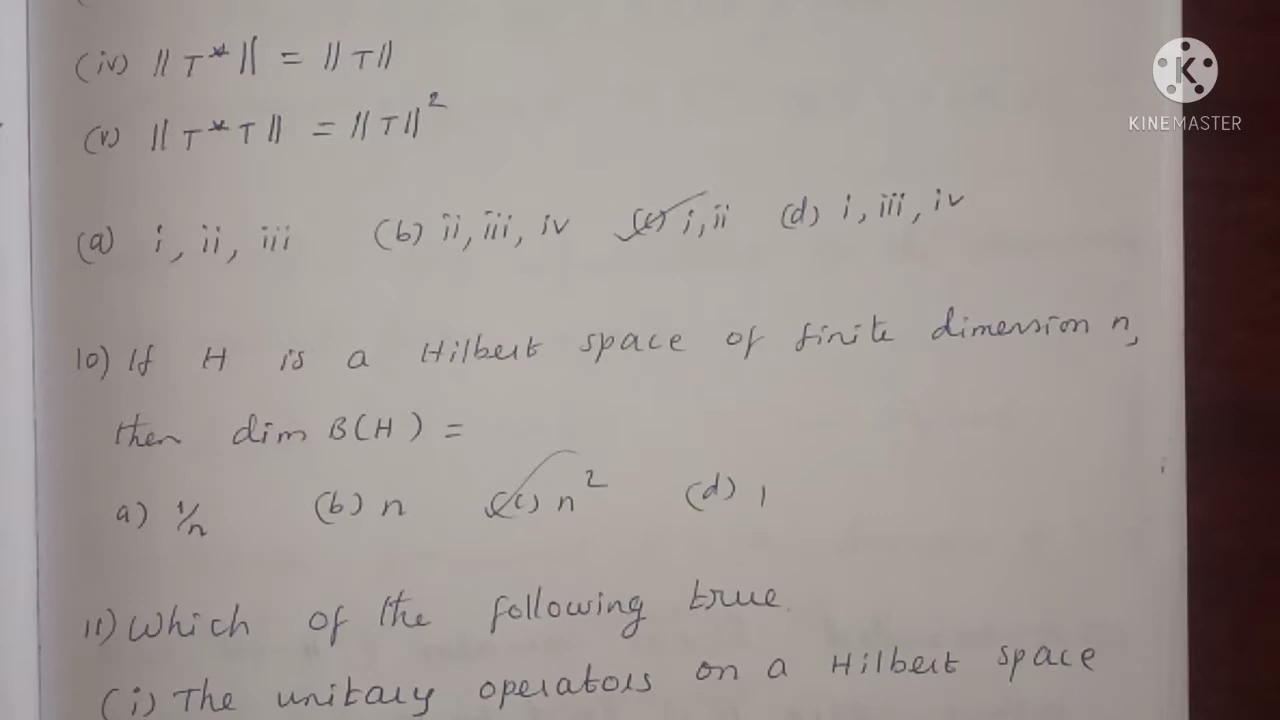 (iv) || T* || = || T ||
(v) || T* T || = || T ||²
(a) i, ii, iii (b) ii, iii, iv (c) i, ii (d) i, iii, iv
10) If H is a Hilbert space of finite dimension n,
then dim B(H) =
a) 1/n (b) n (c) n² (d) 1
11) Which of the following true.
(i) The unitary operators on a Hilbert space
K
KINEMASTER